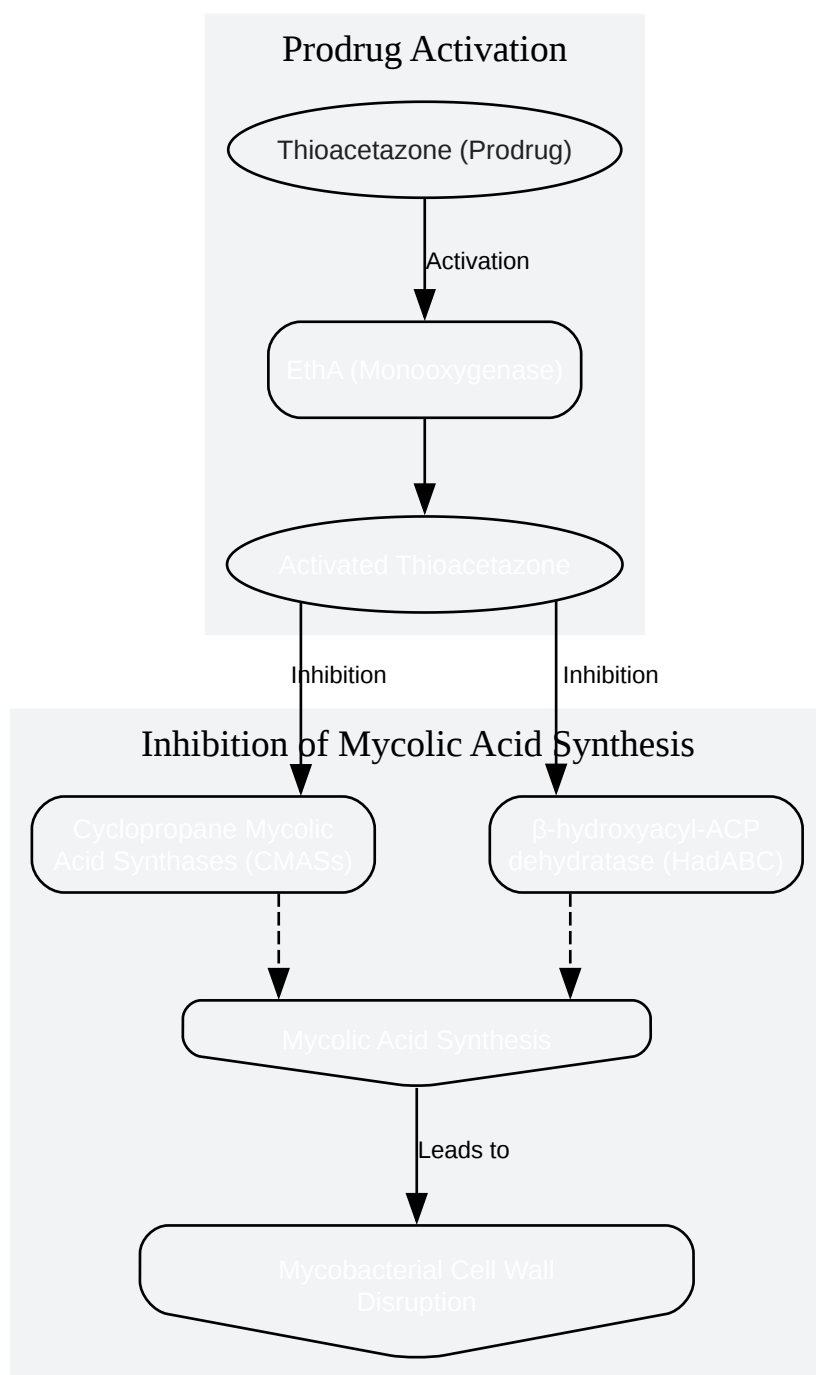 Prodrug Activation
Thioacetazone (Prodrug)
Activation
EthA (Monooxygenase)
Activated Thioacetazone
Inhibition
Inhibition
Inhibition of Mycolic Acid Synthesis
Cyclopropane Mycolic
Acid Synthases (CMASs)
β-hydroxyacyl-ACP
dehydratase (HadABC)
Mycolic Acid Synthesis
Leads to
Mycobacterial Cell Wall
Disruption